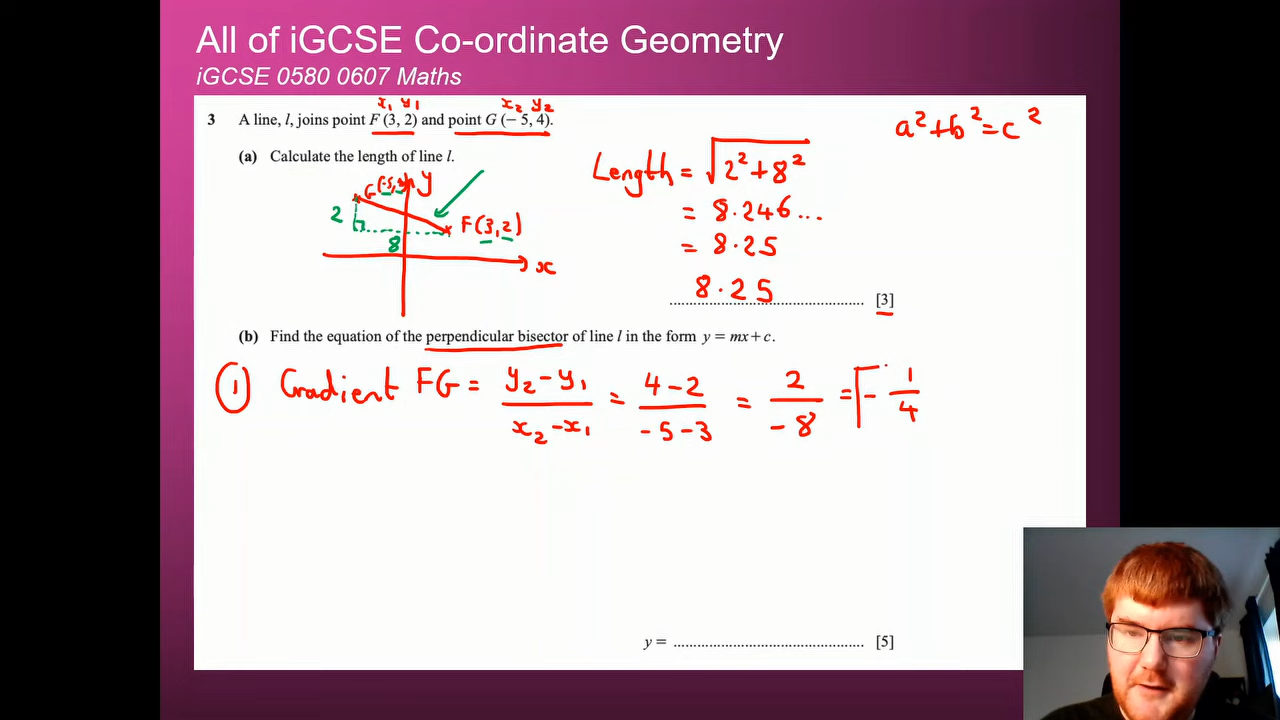 All of iGCSE Co-ordinate Geometry
iGCSE 0580 0607 Maths
x₁ y₁ x₂ y₂
3 A line, l, joins point F (3, 2) and point G (− 5, 4).
a² + b² = c²
(a) Calculate the length of line l.
Length = √2² + 8²
= 8.246...
= 8.25
8.25
G(-5,
y
2
F(3,2)
8
x
........................................ [3]
(b) Find the equation of the perpendicular bisector of line l in the form y = mx + c.
① Gradient FG = y₂ − y₁ / x₂ − x₁ = 4 − 2 / −5 − 3 = 2 / −8 = − 1/4
y = ........................................ [5]